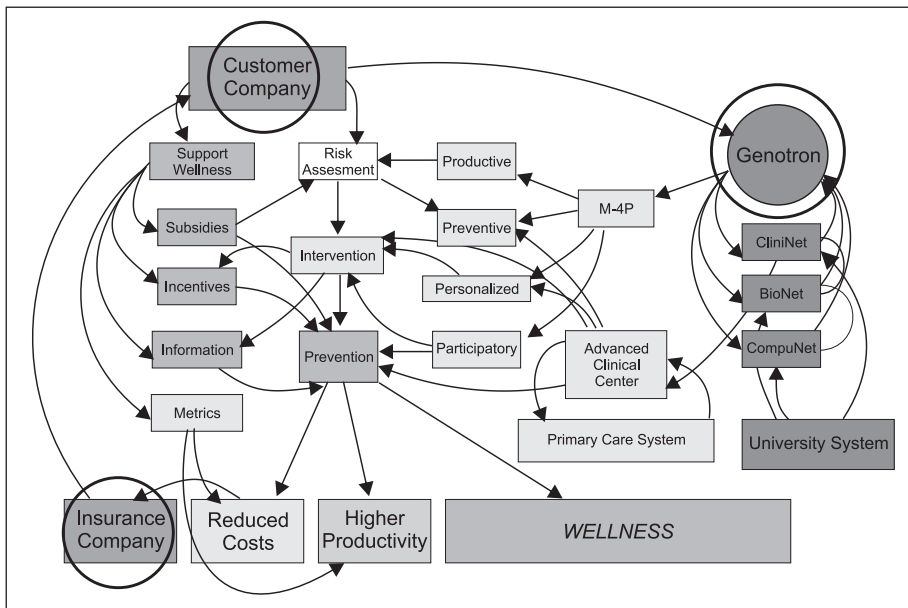 Customer
Company
Support
Wellness
Risk
Assesment
Productive
Genotron
M-4P
Subsidies
Preventive
CliniNet
Intervention
Incentives
Personalized
BioNet
Information
Prevention
Participatory
Advanced
Clinical
Center
CompuNet
Metrics
Primary Care System
University System
Insurance
Company
Reduced
Costs
Higher
Productivity
WELLNESS